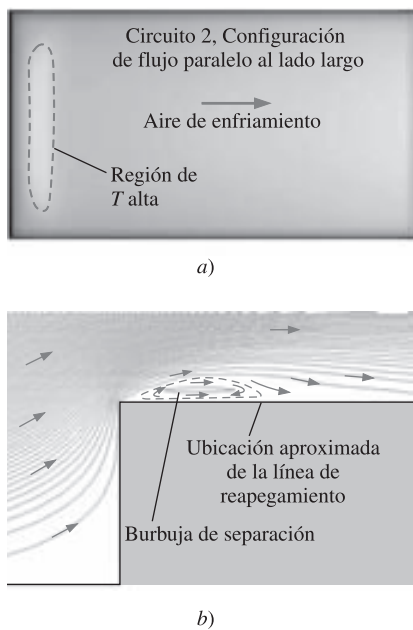 Circuito 2, Configuración
de flujo paralelo al lado largo
Aire de enfriamiento
Región de
T alta
a)
Ubicación aproximada
de la línea de
reapegamiento
Burbuja de separación
b)